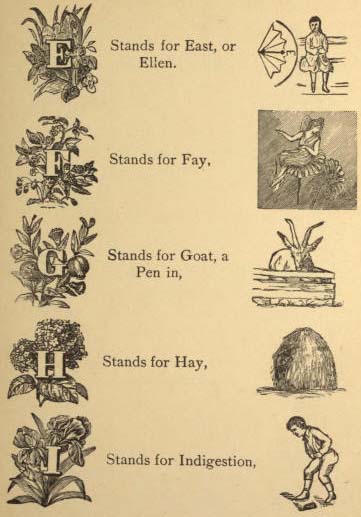 E Stands for East, or
Ellen.
F Stands for Fay,
G Stands for Goat, a
Pen in,
H Stands for Hay,
I Stands for Indigestion,